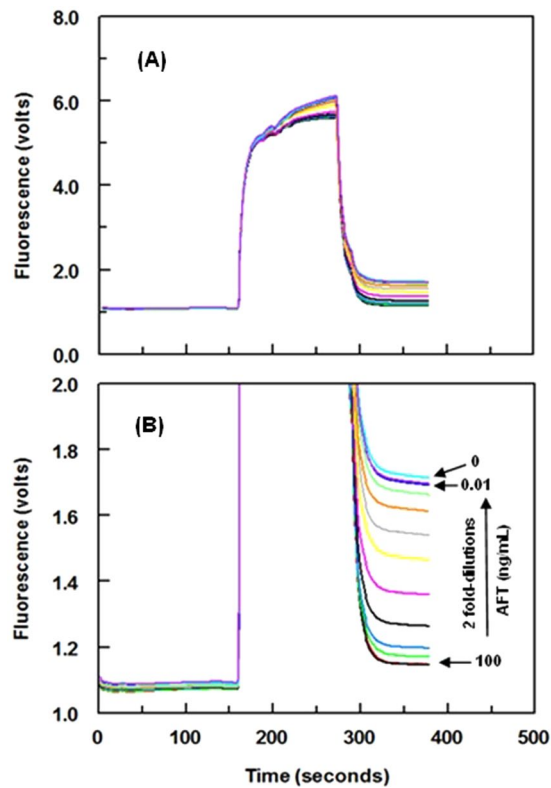 8.0
(A)
6.0
4.0
2.0
0.0
Fluorescence (volts)
2.0
(B)
1.8
1.6
1.4
1.2
1.0
Fluorescence (volts)
0
0.01
2 fold-dilutions
AFT (ng/mL)
100
0 100 200 300 400 500
Time (seconds)